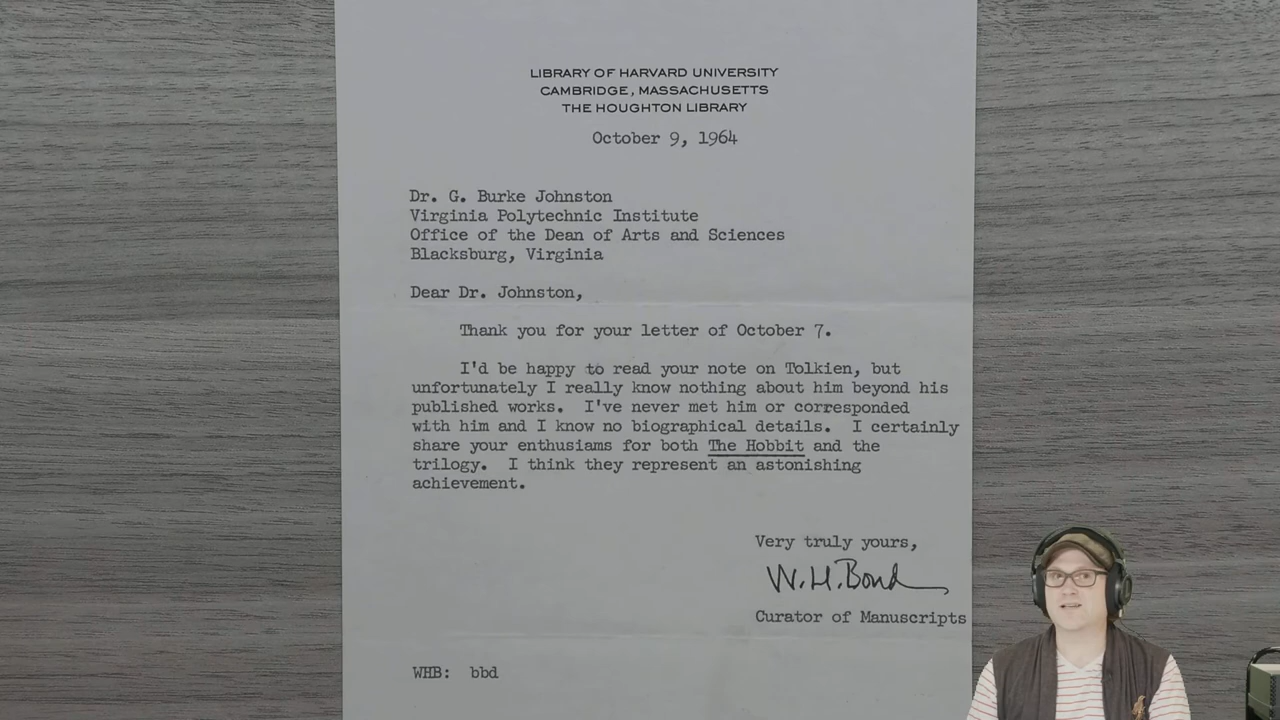 LIBRARY OF HARVARD UNIVERSITY
CAMBRIDGE, MASSACHUSETTS
THE HOUGHTON LIBRARY
October 9, 1964
Dr. G. Burke Johnston
Virginia Polytechnic Institute
Office of the Dean of Arts and Sciences
Blacksburg, Virginia
Dear Dr. Johnston,
Thank you for your letter of October 7.
I'd be happy to read your note on Tolkien, but
unfortunately I really know nothing about him beyond his
published works. I've never met him or corresponded
with him and I know no biographical details. I certainly
share your enthusiams for both The Hobbit and the
trilogy. I think they represent an astonishing
achievement.
Very truly yours,
W.H.Bond
Curator of Manuscripts
WHB: bbd